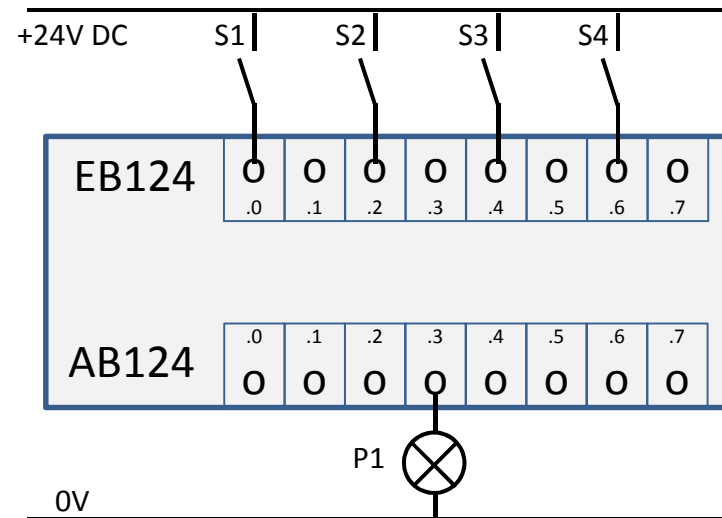 +24V DC S1 S2 S3 S4
EB124 O O O O O O O O
.0 .1 .2 .3 .4 .5 .6 .7
.0 .1 .2 .3 .4 .5 .6 .7
AB124 O O O O O O O O
P1
0V